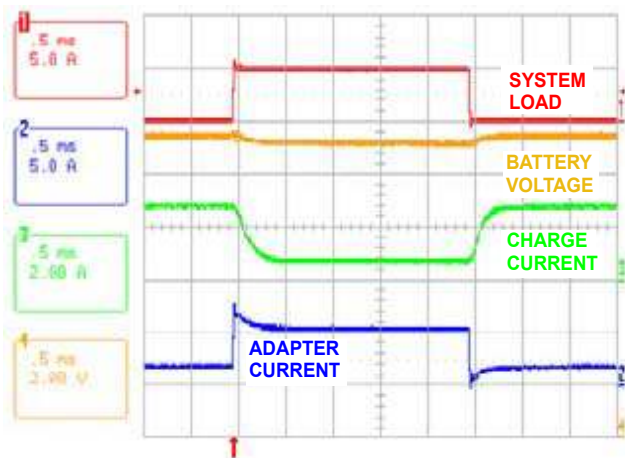 1
.5 ms
5.0 A
2
.5 ms
5.0 A
3
.5 ms
2.00 A
4
.5 ms
2.00 V
SYSTEM
LOAD
BATTERY
VOLTAGE
CHARGE
CURRENT
ADAPTER
CURRENT